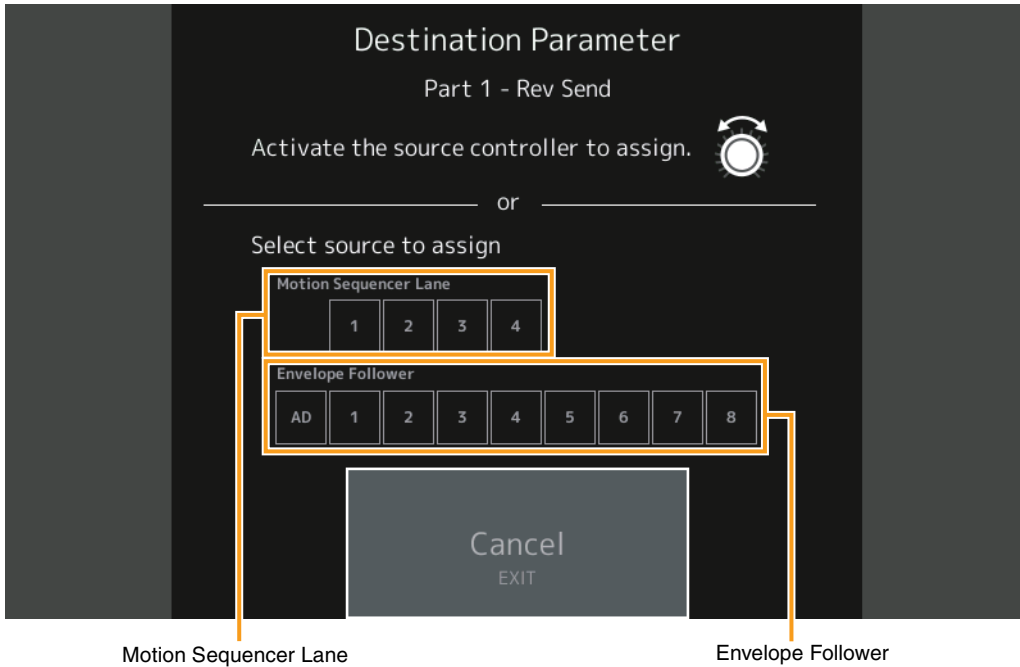 Destination Parameter
Part 1 - Rev Send
Activate the source controller to assign.
or
Select source to assign
Motion Sequencer Lane
1 2 3 4
Envelope Follower
AD 1 2 3 4 5 6 7 8
Cancel
EXIT
Motion Sequencer Lane
Envelope Follower